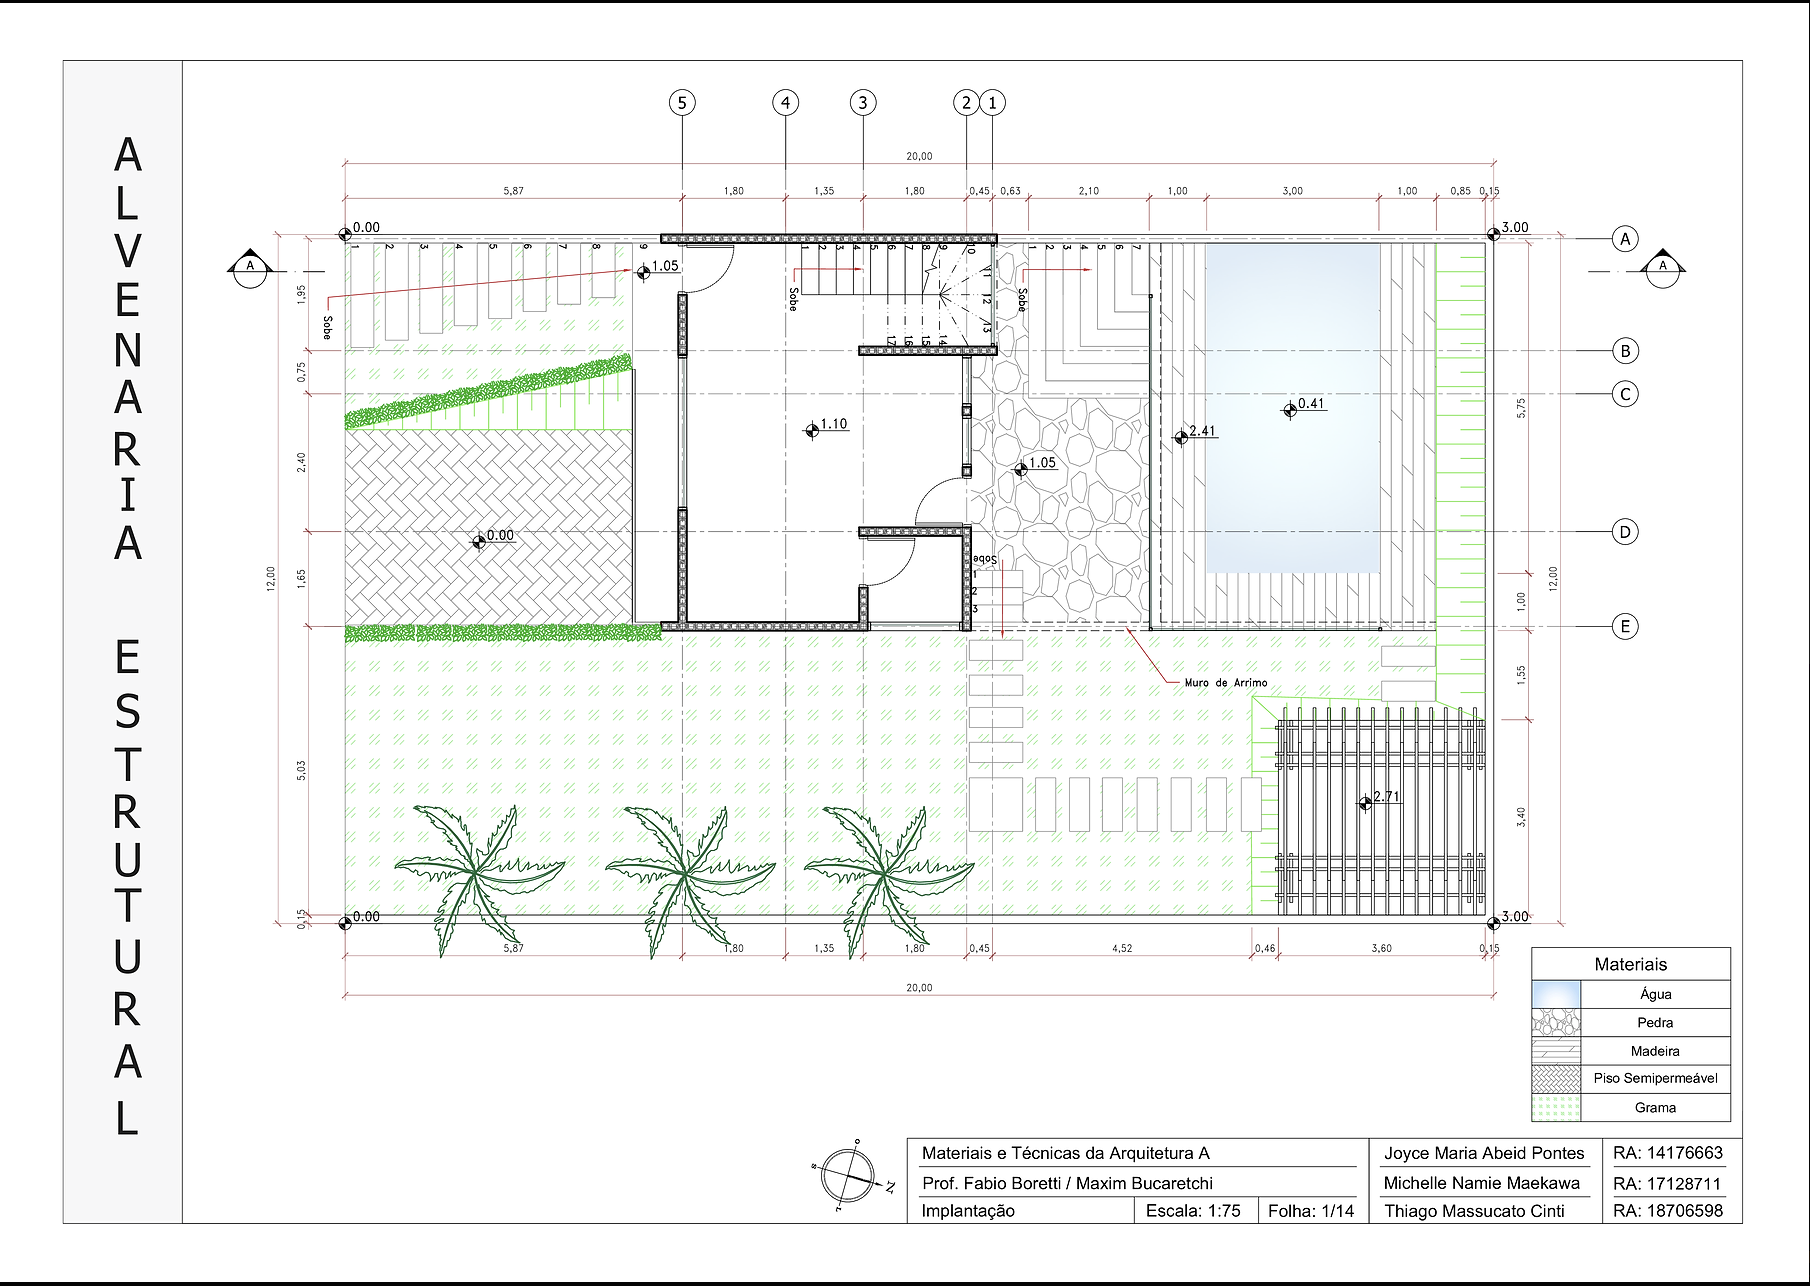 ALVENARIA ESTRUTURAL
5 4 3 2 1
20,00
5,87 1,80 1,35 1,80 0,45 0,63 2,10 1,00 3,00 1,00 0,85 0,15
0.00
3.00
A
A
A
1 2 3 4 5 6 7 8 9
1.05
1 2 3 4 5 6 7 8 9 10
11
12
13
14 15 16 17
1 2 3 4 5 6 7
Sobe
Sobe
Sobe
1,95
0,75
2,40
1,65
12,00
5,03
0,15
B
C
D
E
0.41
2.41
1.10
1.05
0.00
5,75
12,00
1,00
1,55
3,40
Sobe
1
2
3
Muro de Arrimo
2.71
0.00
3.00
5,87 1,80 1,35 1,80 0,45 4,52 0,46 3,60 0,15
20,00
Materiais
Água
Pedra
Madeira
Piso Semipermeável
Grama
O
S
N
L
Materiais e Técnicas da Arquitetura A
Prof. Fabio Boretti / Maxim Bucaretchi
Implantação
Escala: 1:75
Folha: 1/14
Joyce Maria Abeid Pontes
RA: 14176663
Michelle Namie Maekawa
RA: 17128711
Thiago Massucato Cinti
RA: 18706598